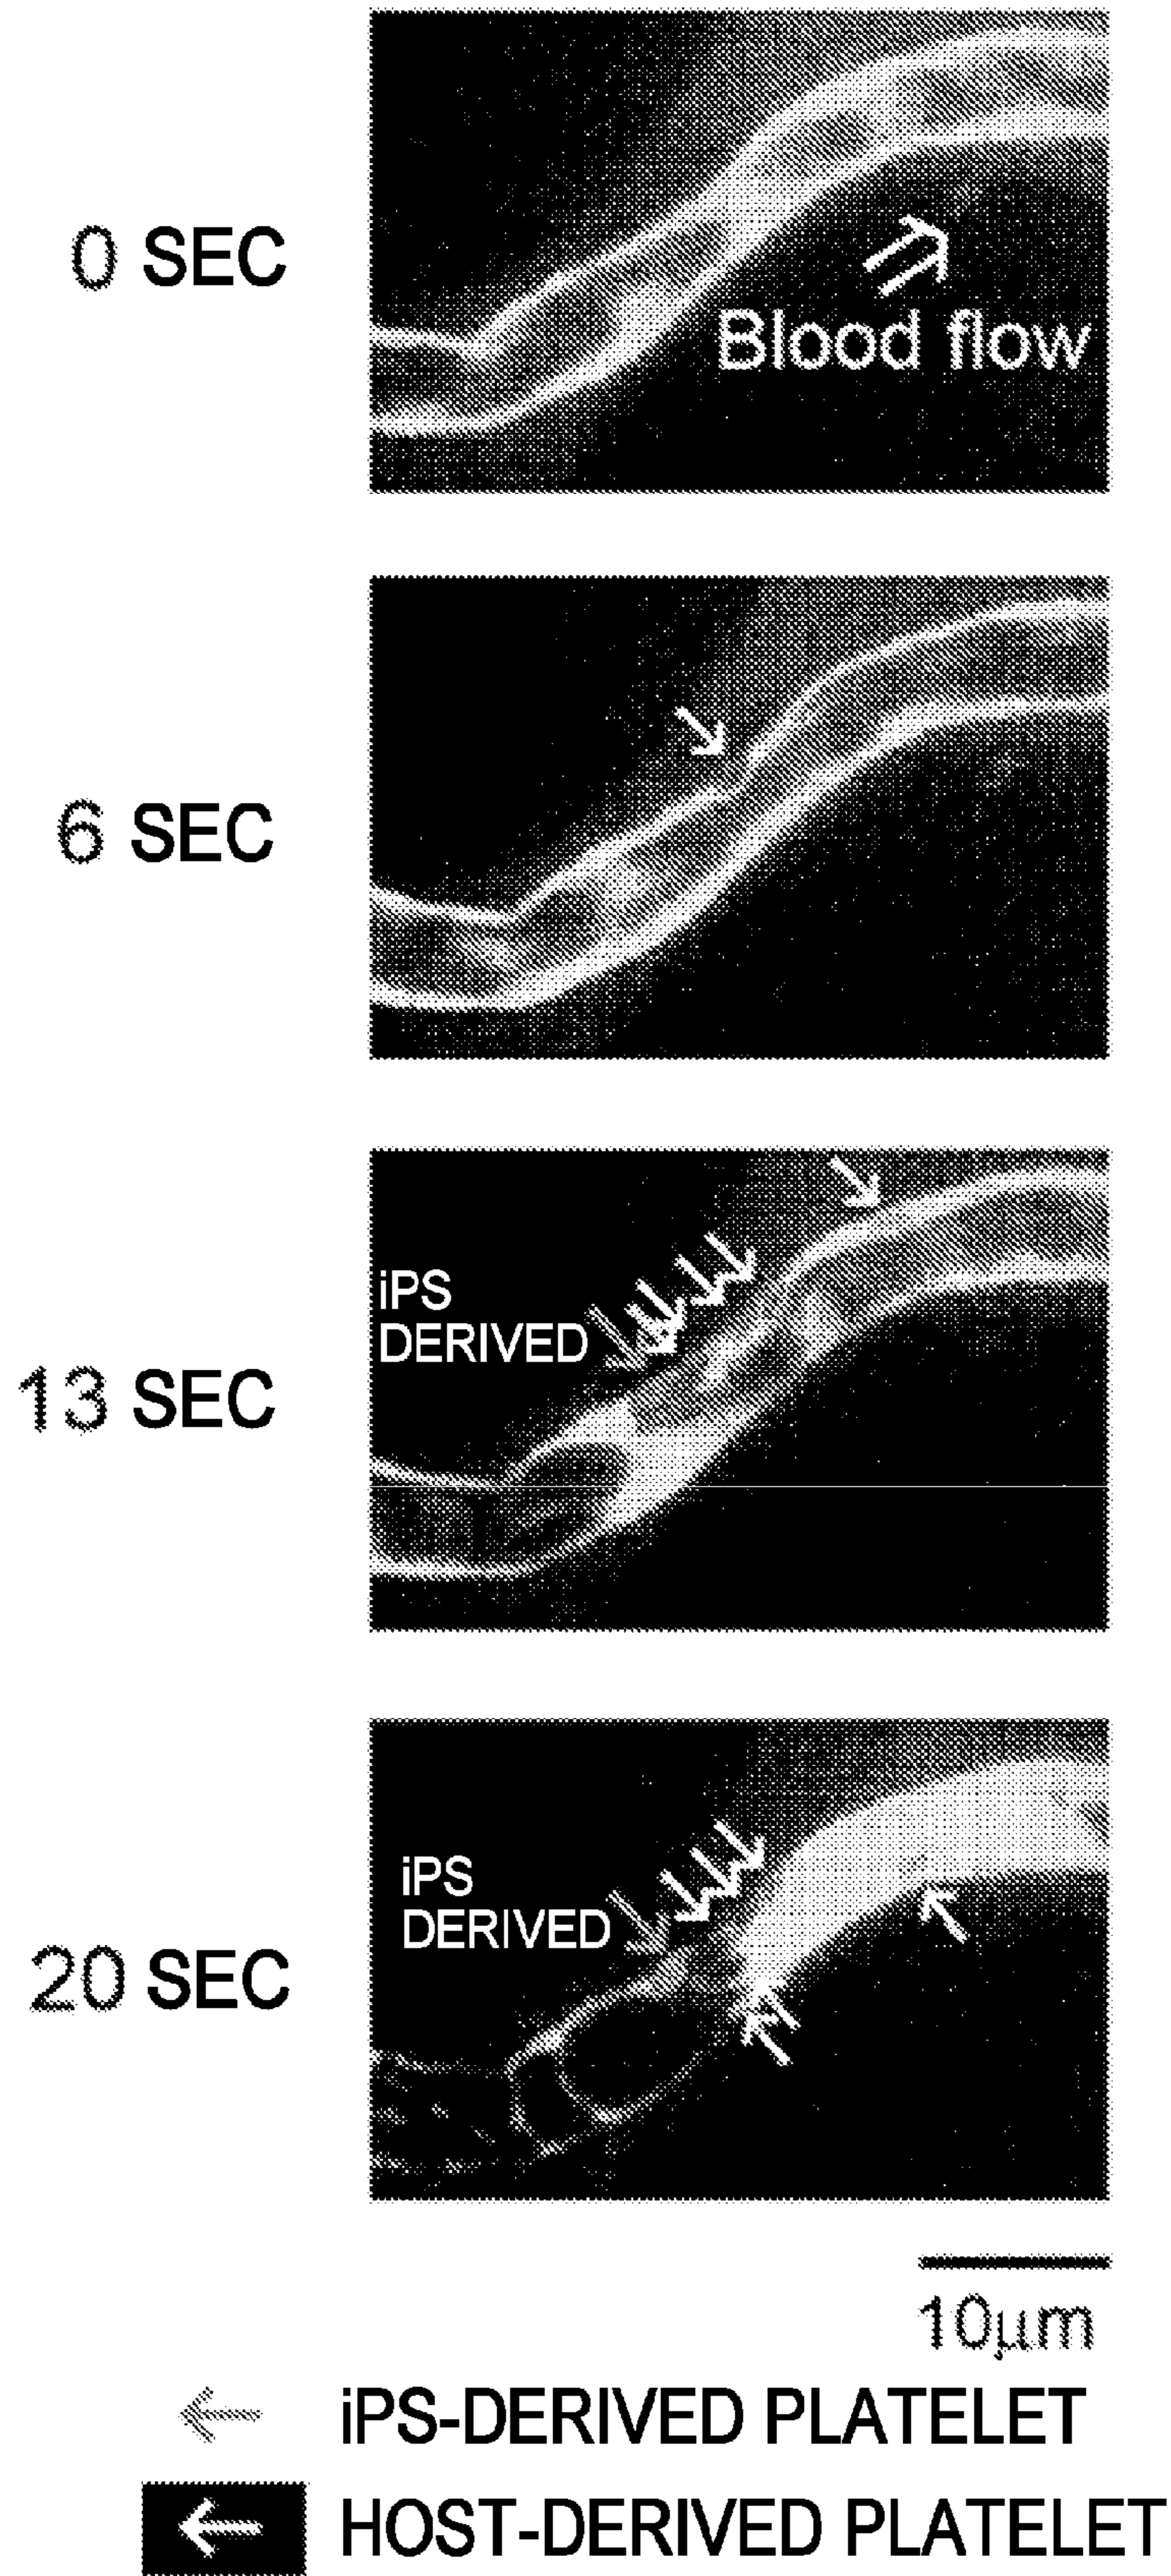 0 SEC
Blood flow
6 SEC
13 SEC
iPS
DERIVED
20 SEC
iPS
DERIVED
10μm
iPS-DERIVED PLATELET
HOST-DERIVED PLATELET